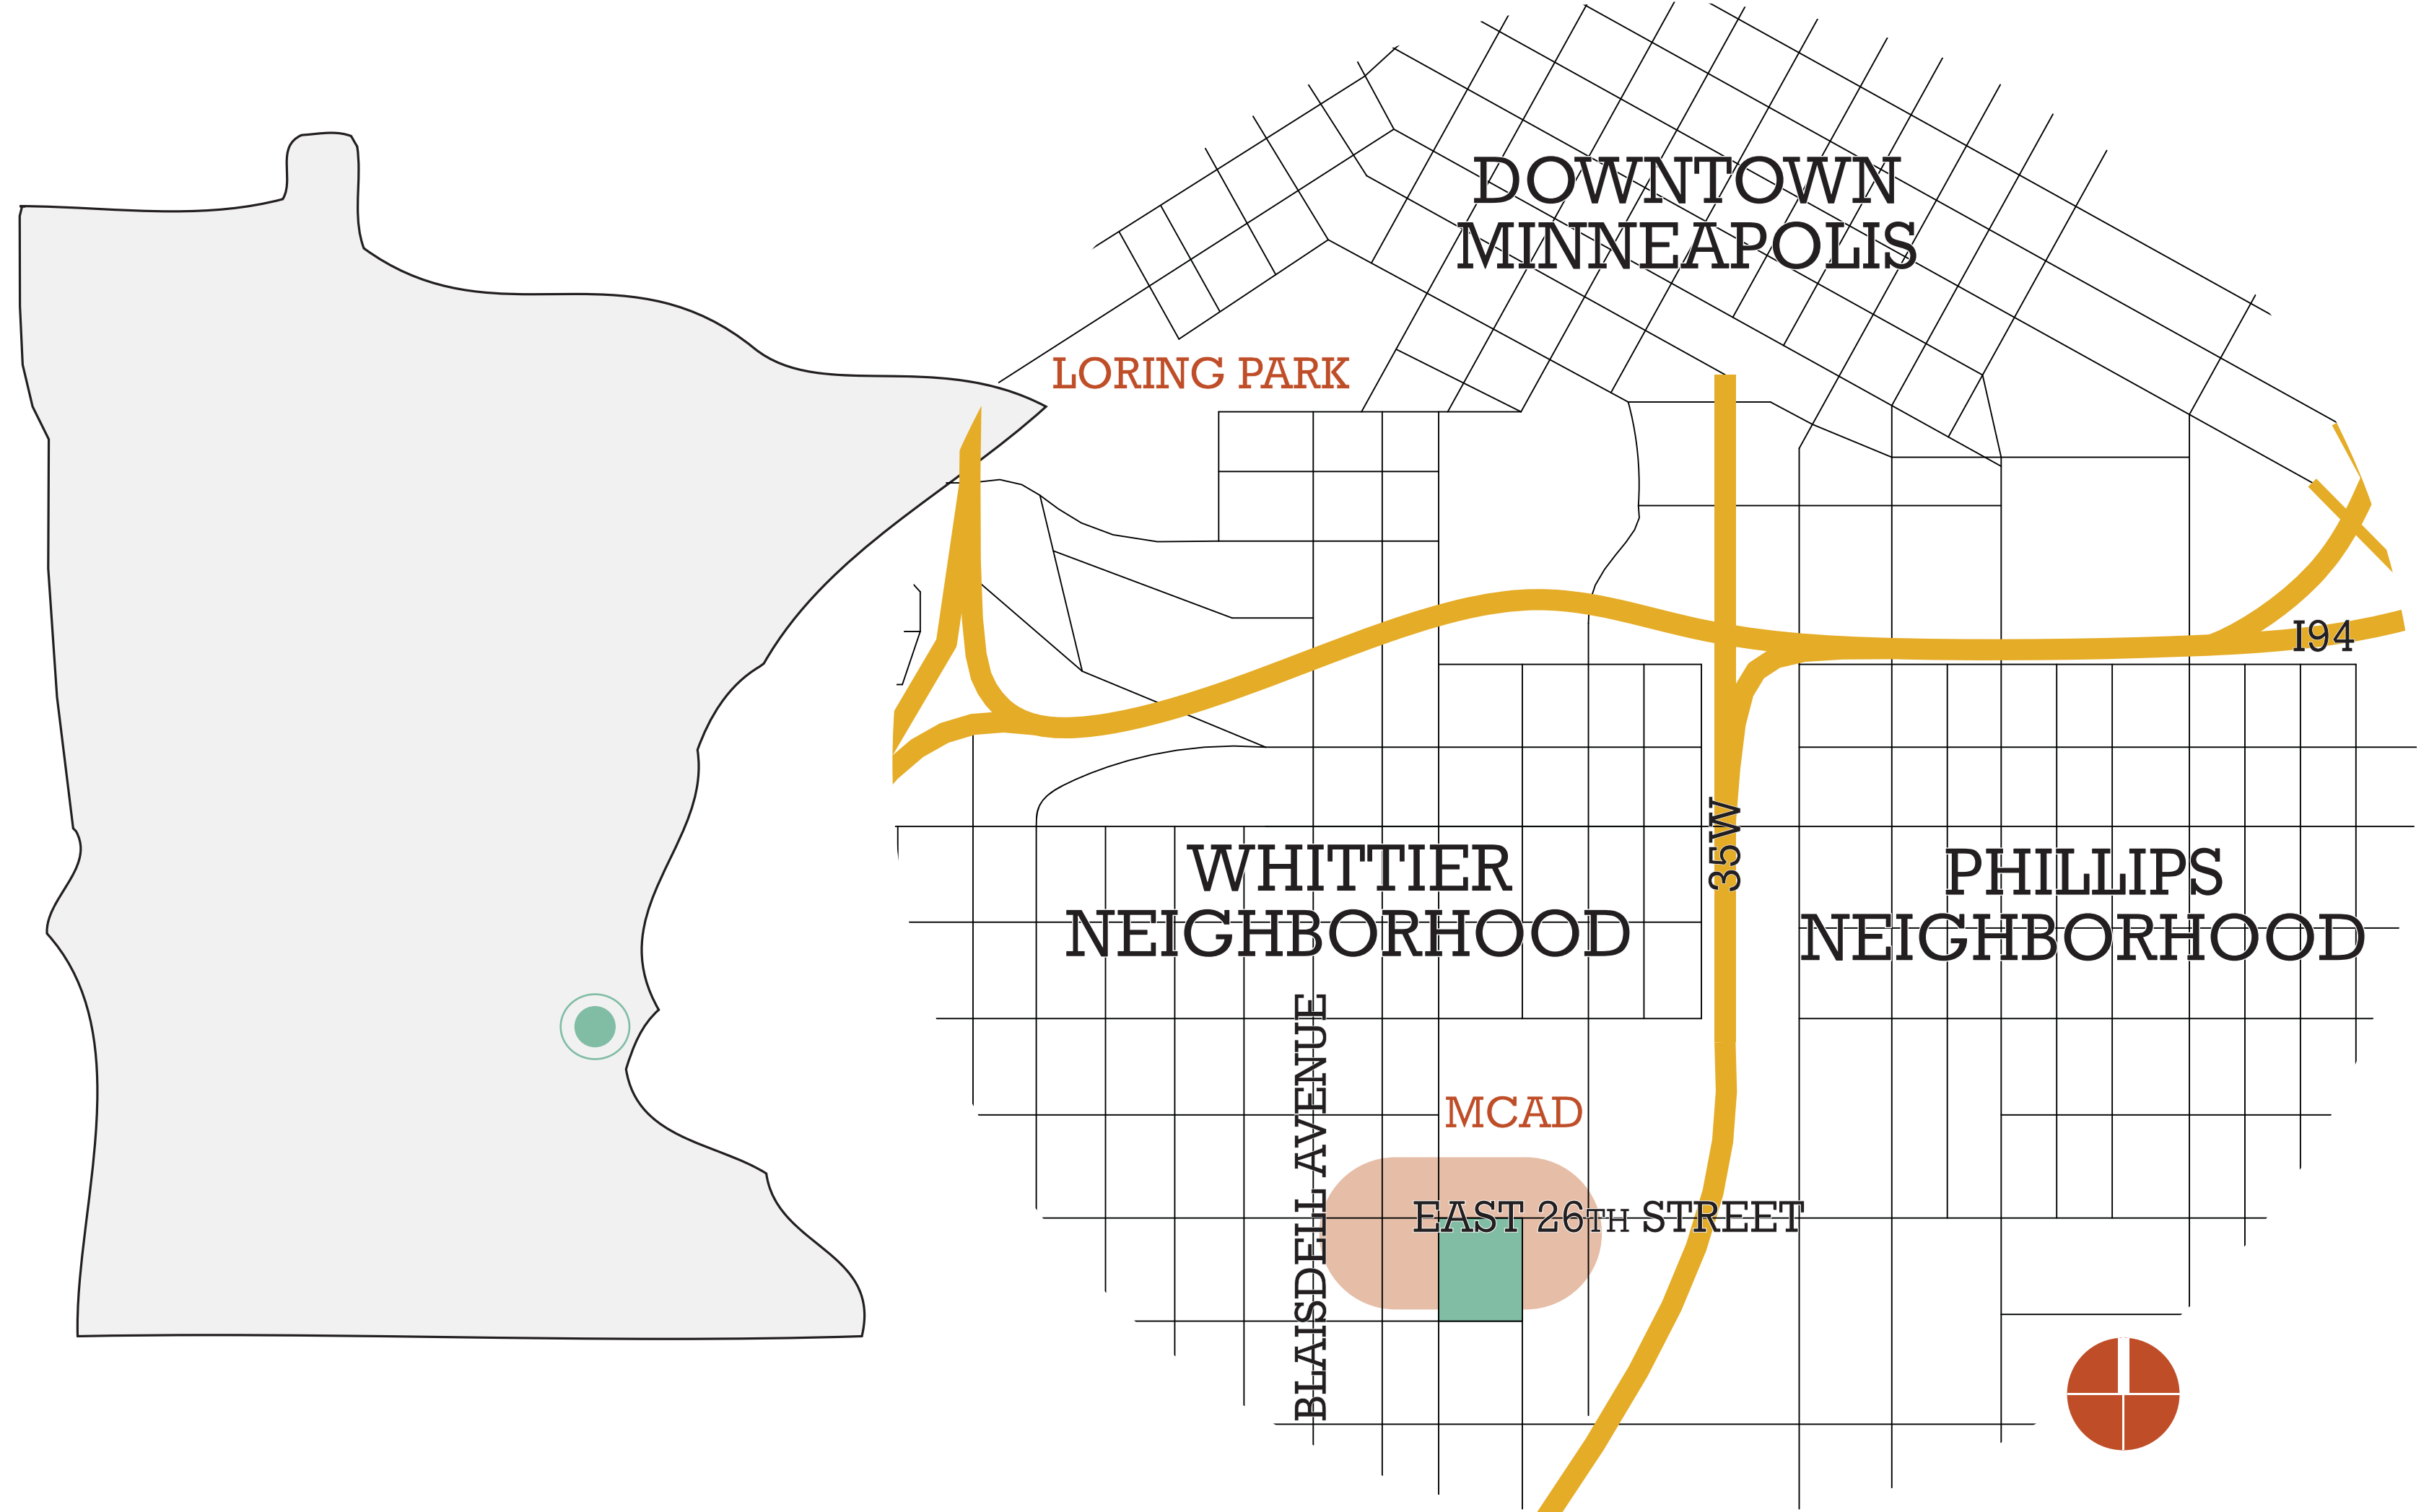 DOWNTOWN
MINNEAPOLIS
LORING PARK
I94
35W
WHITTIER
NEIGHBORHOOD
PHILLIPS
NEIGHBORHOOD
BLAISDELL AVENUE
MCAD
EAST 26TH STREET